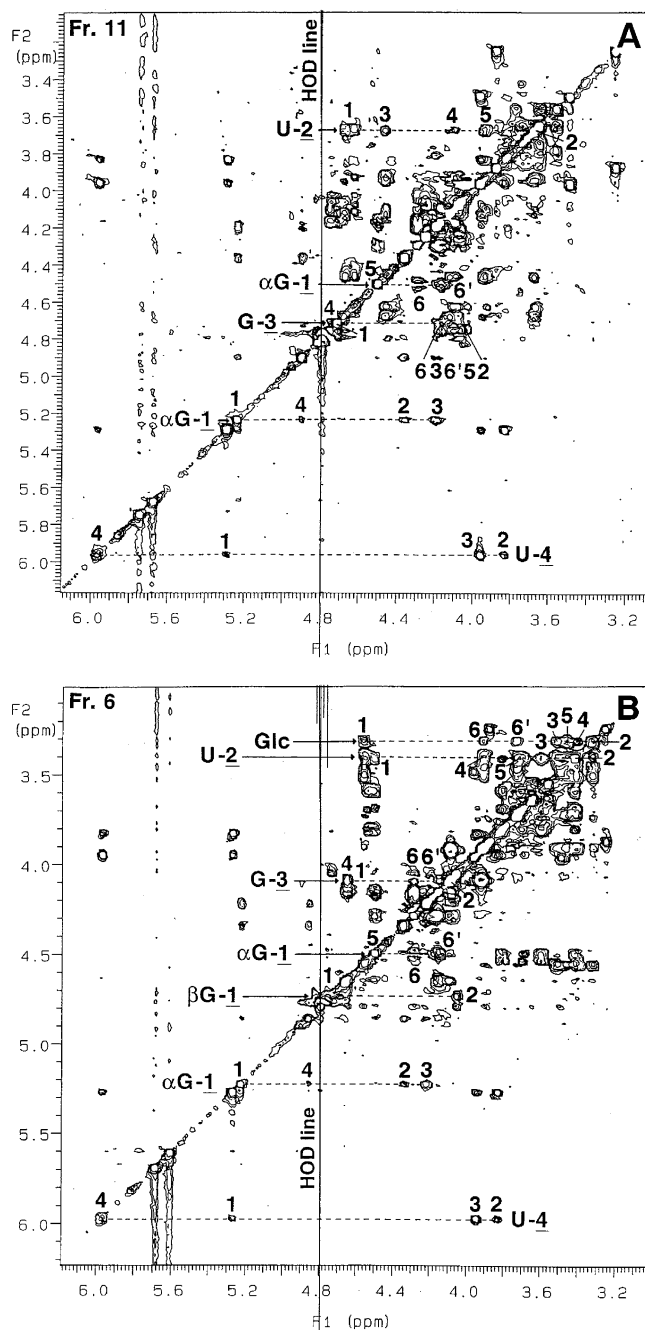 Fr. 11
A
F2
(ppm)
HOD line
3.4
1 3 4 5
U-2
3.8
2
4.0
4.2
4.4
5
αG-1
4.6
6 6'
4
G-3
1
4.8
6 3 6' 5 2
5.0
1 4 2 3
αG-1
5.2
5.4
5.6
5.8
4 1 3 2
U-4
6.0
6.0 5.6 5.2 4.8 4.4 4.0 3.6 3.2
F1 (ppm)
Fr. 6
B
F2
(ppm)
1 6 6' 3 5 4
Glc
2
U-2
3
1 4 5 2
3.5
4.0
4 1 6 6'
G-3
2
4.5
5 6'
αG-1
6
1
βG-1
2
5.0
1 4 2 3
αG-1
HOD line
5.5
4 1 3 2
U-4
6.0
6.0 5.6 5.2 4.8 4.4 4.0 3.6 3.2
F1 (ppm)